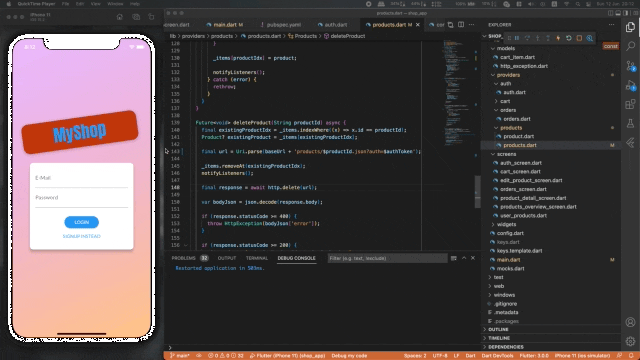 QuickTime Player File Edit View Window Help
products.dart — shop_app
iPhone 11
MyShop
E-Mail
Password
LOGIN
SIGNUP INSTEAD
_screen.dart main.dart M pubspec.yaml auth.dart products.dart M
lib > providers > products > products.dart > Products > deleteProduct
128 }
129
130 _items[productIdx] = product;
131
132 notifyListeners();
133 } catch (error) {
134 rethrow;
135 }
136 }
137 }
Future<void> deleteProduct(String productId) async {
140 final existingProductIdx = _items.indexWhere((x) => x.id == productId);
141 Product? existingProduct = _items[existingProductIdx];
142
143 final url = Uri.parse(baseUrl + 'products/$productId.json?auth=$authToken');
144
145 _items.removeAt(existingProductIdx);
146 notifyListeners();
147
148 final response = await http.delete(url);
149
150 var bodyJson = json.decode(response.body);
151
152 if (response.statusCode >= 400) {
153 throw HttpException(bodyJson["error"]);
154 }
155
156 if (response.statusCode >= 200) {
PROBLEMS 32 OUTPUT DEBUG CONSOLE Filter (e.g. text, !exclude)
Restarted application in 503ms.
EXPLORER
models
cart_item.dart
http_exception.dart
providers
auth
auth.dart
cart
orders
orders.dart
products
product.dart
products.dart M
screens
auth_screen.dart
cart_screen.dart
edit_product_screen.dart
orders_screen.dart
product_detail_screen.dart
products_overview_screen.dart
user_products.dart
widgets
config.dart
keys.dart
keys.template.dart
main.dart M
mocks.dart
test
web
windows
.gitignore
.metadata
.packages
OUTLINE
TIMELINE
DEPENDENCIES
main* Flutter (iPhone 11) (shop_app) Debug my code Spaces: 2 UTF-8 LF Dart Dart DevTools Flutter: 3.0.0 iPhone 11 (ios simulator)